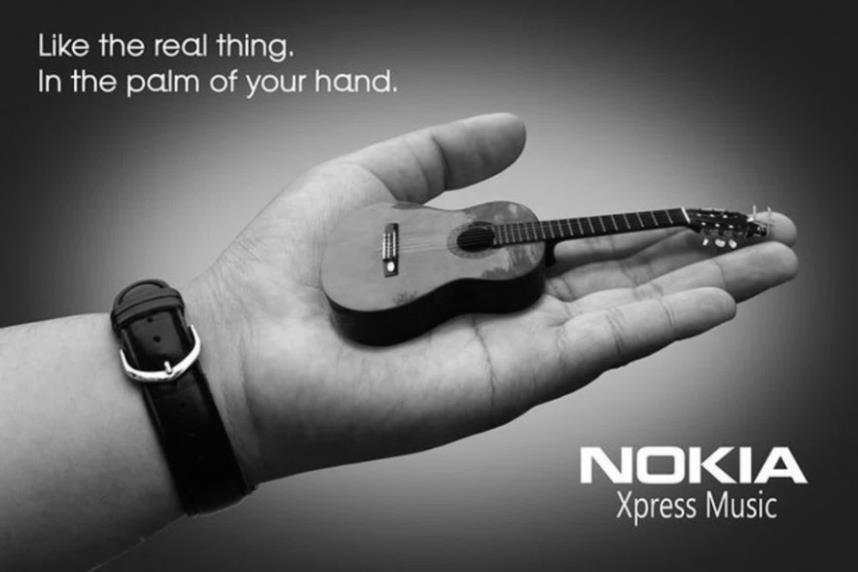 Like the real thing.
In the palm of your hand.
NOKIA
Xpress Music